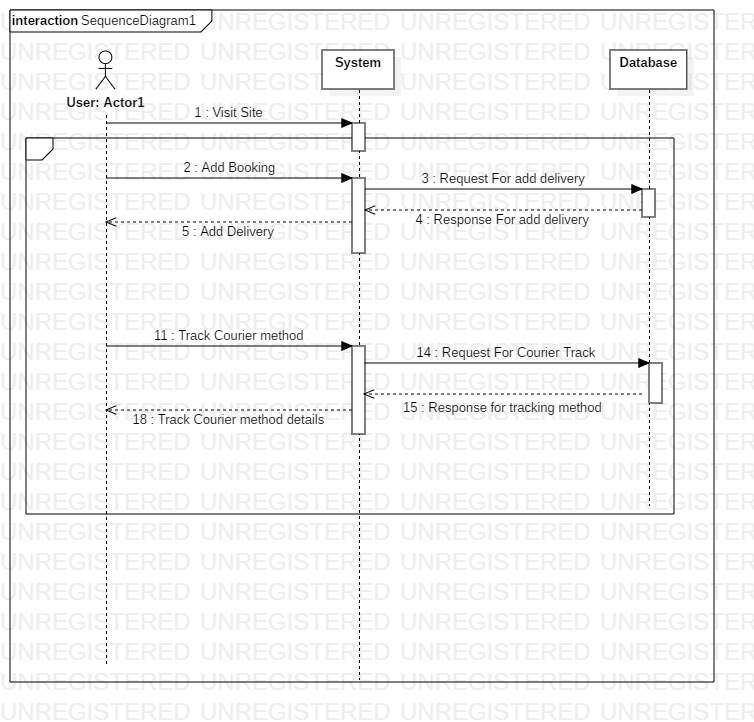 interaction SequenceDiagram1
System
Database
User: Actor1
1 : Visit Site
2 : Add Booking
3 : Request For add delivery
4 : Response For add delivery
5 : Add Delivery
11 : Track Courier method
14 : Request For Courier Track
15 : Response for tracking method
18 : Track Courier method details
UNREGISTERED